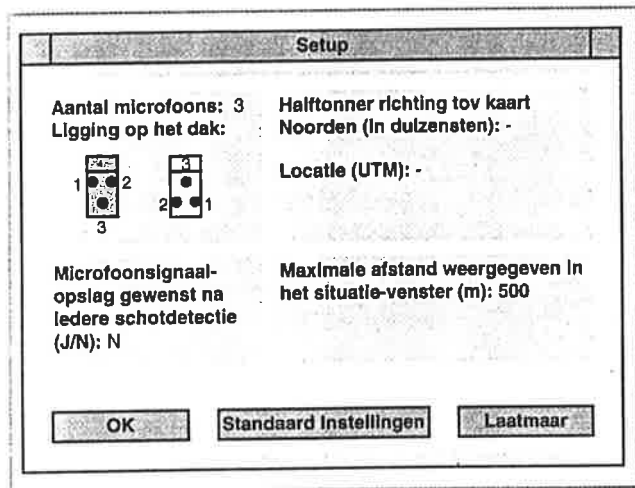 Setup
Aantal microfoons: 3
Ligging op het dak:
1 2
3
3
2 1
Halftonner richting tov kaart
Noorden (in duizensten): -
Locatie (UTM): -
Microfoonsignaal-
opslag gewenst na
iedere schotdetectie
(J/N): N
Maximale afstand weergegeven in
het situatie-venster (m): 500
OK
Standaard Instellingen
Laatmaar